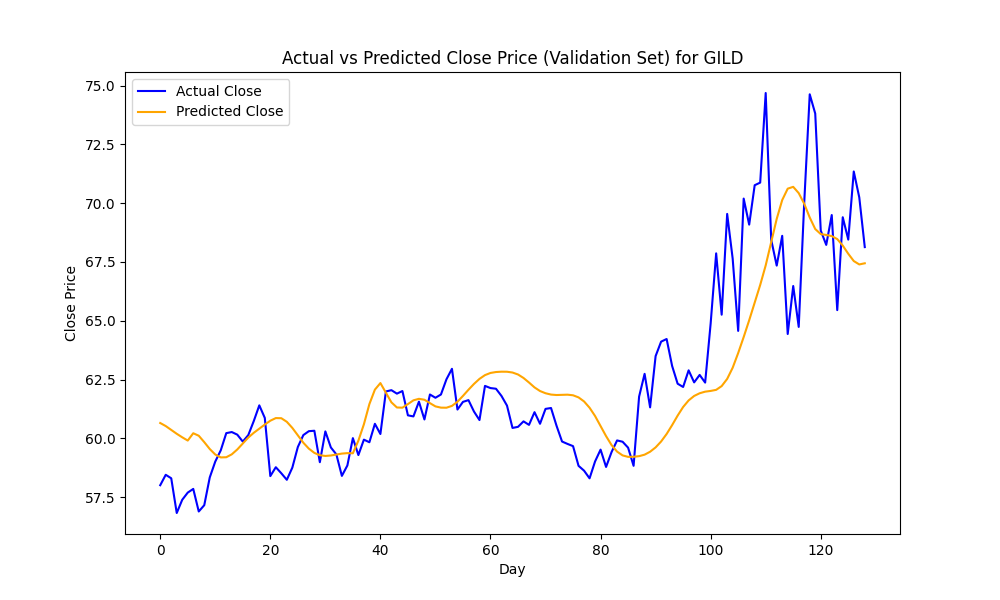 Actual vs Predicted Close Price (Validation Set) for GILD
Actual Close
Predicted Close
75.0
72.5
70.0
67.5
65.0
62.5
60.0
57.5
Close Price
0 20 40 60 80 100 120
Day